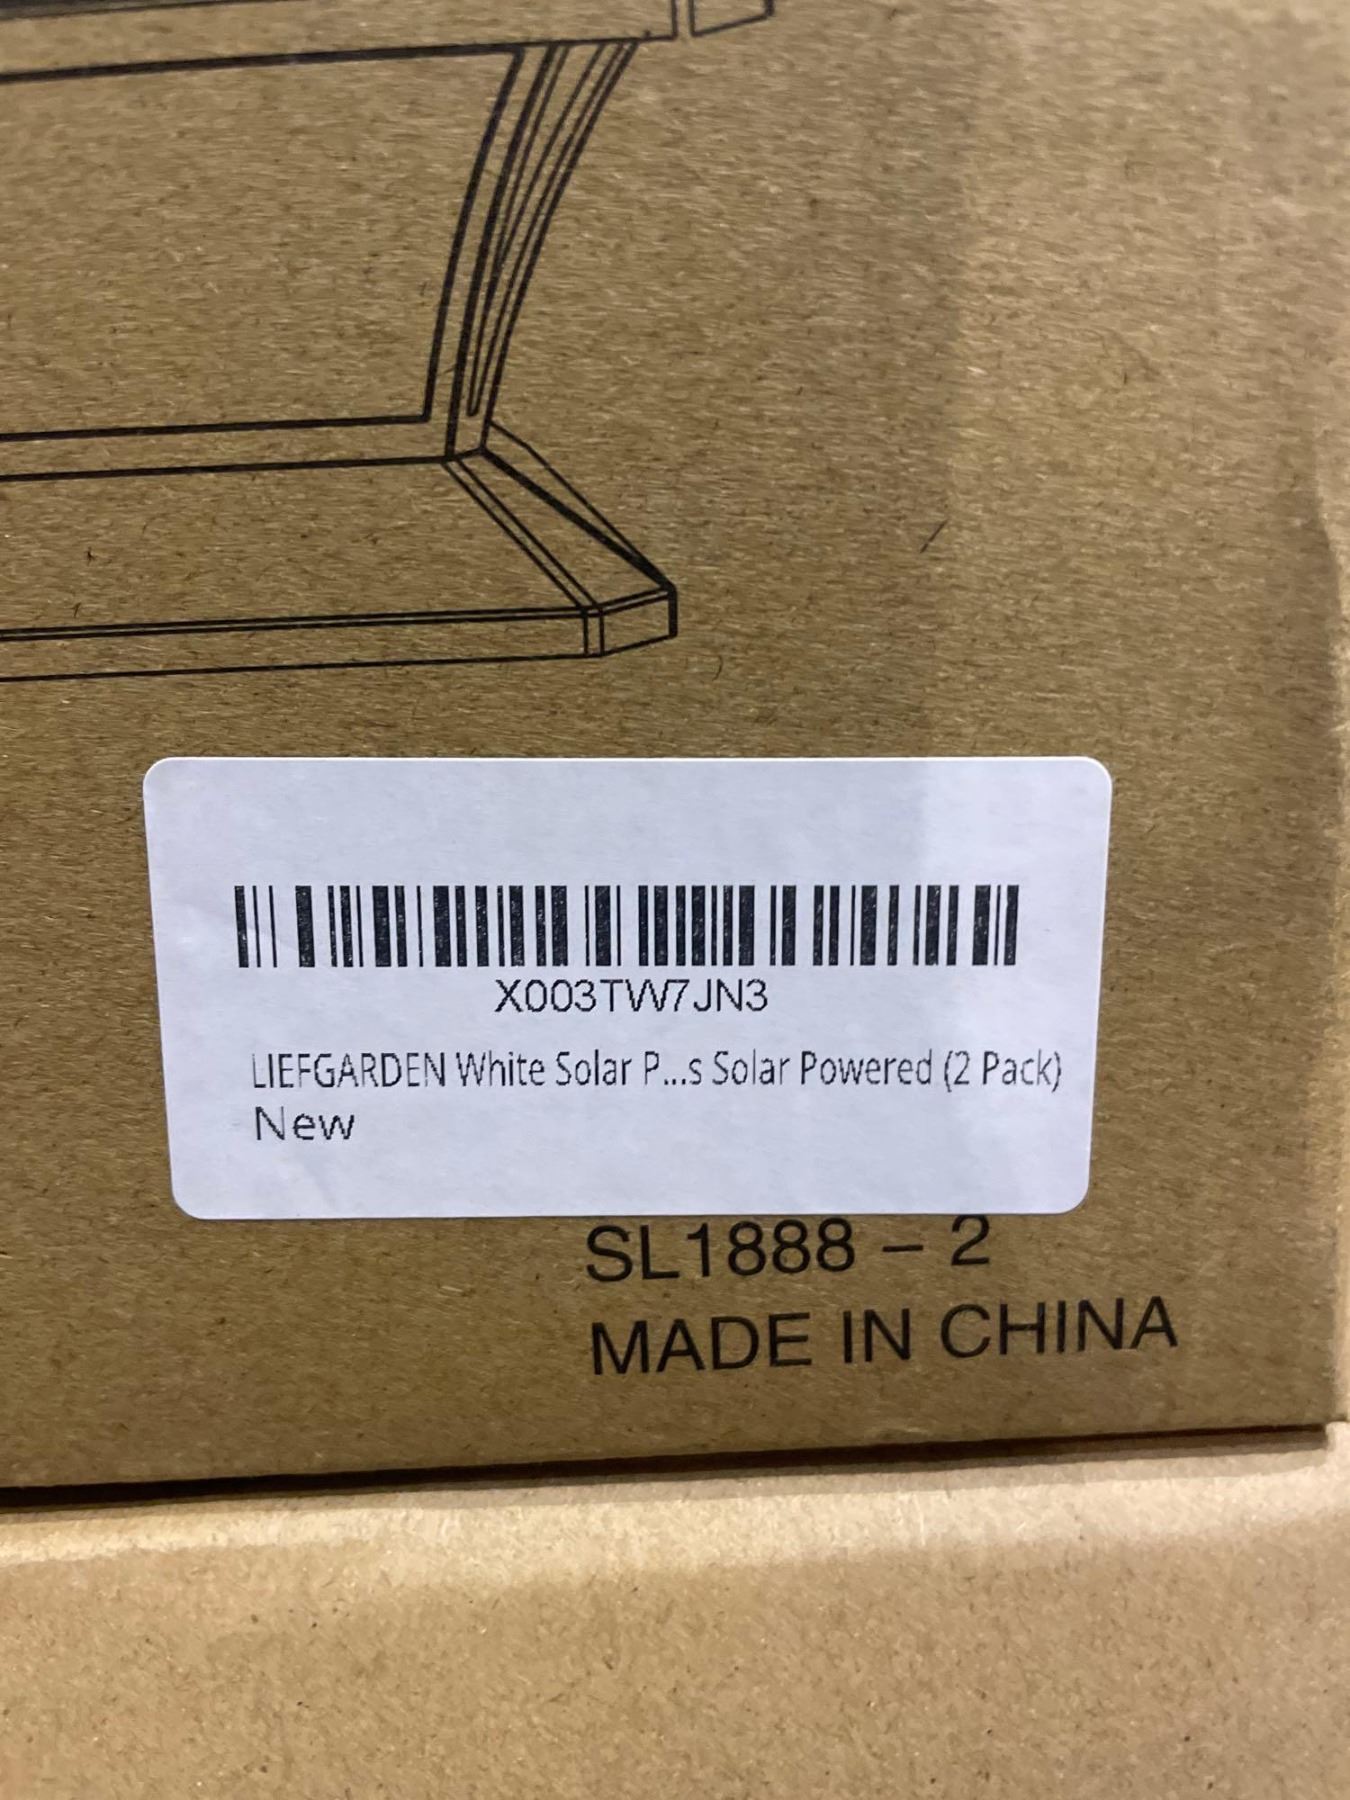 X003TW7JN3
LIEFGARDEN White Solar P...s Solar Powered (2 Pack)
New
SL1888 – 2
MADE IN CHINA